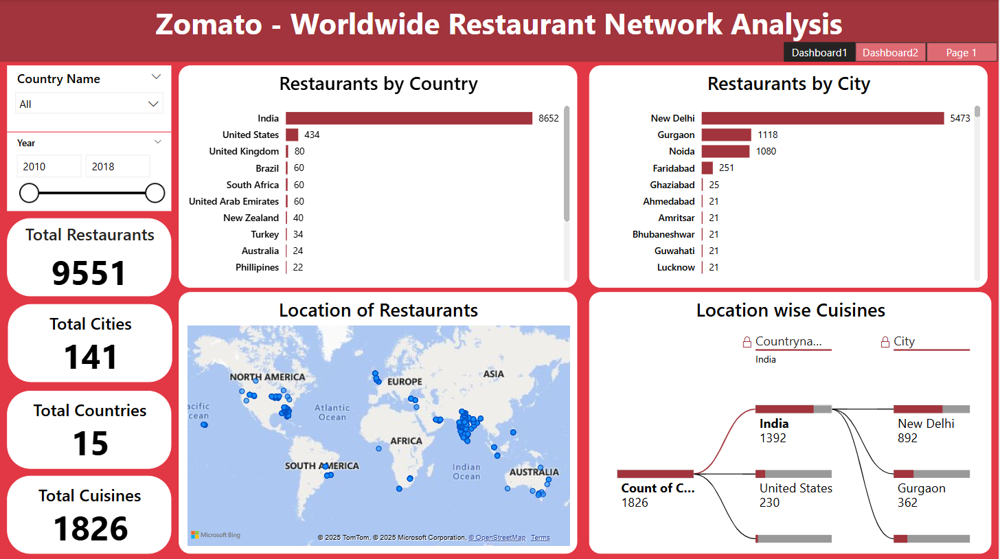 Zomato - Worldwide Restaurant Network Analysis
Dashboard1
Dashboard2
Page 1
Country Name
All
Year
2010
2018
Total Restaurants
9551
Total Cities
141
Total Countries
15
Total Cuisines
1826
Restaurants by Country
India 8652
United States 434
United Kingdom 80
Brazil 60
South Africa 60
United Arab Emirates 60
New Zealand 40
Turkey 34
Australia 24
Phillipines 22
Restaurants by City
New Delhi 5473
Gurgaon 1118
Noida 1080
Faridabad 251
Ghaziabad 25
Ahmedabad 21
Amritsar 21
Bhubaneshwar 21
Guwahati 21
Lucknow 21
Location of Restaurants
NORTH AMERICA
EUROPE
ASIA
acific
cean
Atlantic
Ocean
AFRICA
SOUTH AMERICA
Indian
Ocean
AUSTRALIA
Microsoft Bing
© 2025 TomTom, © 2025 Microsoft Corporation, © OpenStreetMap Terms
Location wise Cuisines
Countryna...
City
India
India
1392
New Delhi
892
Count of C...
1826
United States
230
Gurgaon
362